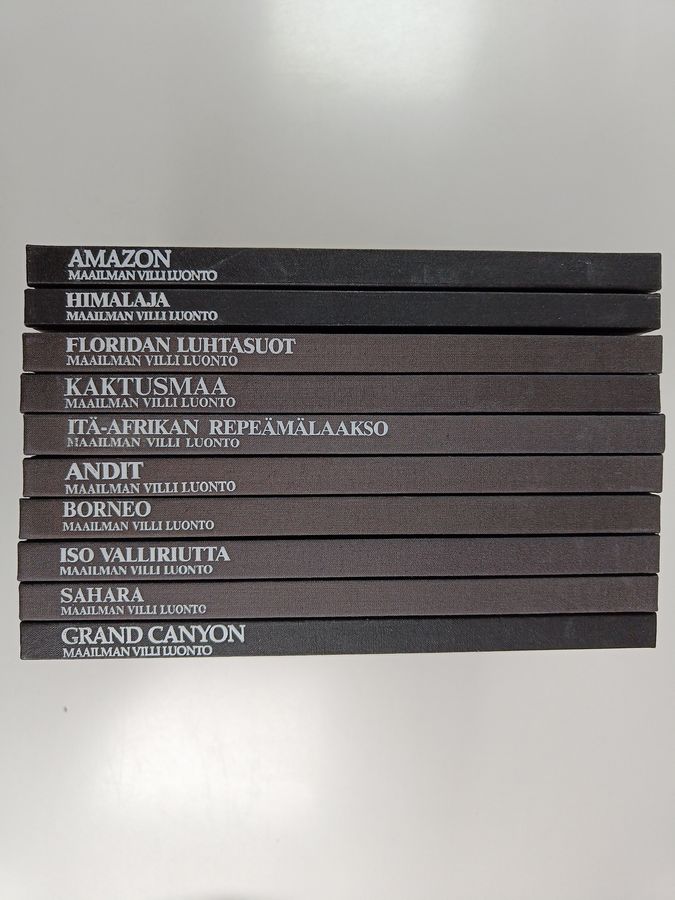 AMAZON
MAAILMAN VILLI LUONTO
HIMALAJA
MAAILMAN VILLI LUONTO
FLORIDAN LUHTASUOT
MAAILMAN VILLI LUONTO
KAKTUSMAA
MAAILMAN VILLI LUONTO
ITÄ-AFRIKAN REPEÄMÄLAAKSO
MAAILMAN VILLI LUONTO
ANDIT
MAAILMAN VILLI LUONTO
BORNEO
MAAILMAN VILLI LUONTO
ISO VALLIRIUTTA
MAAILMAN VILLI LUONTO
SAHARA
MAAILMAN VILLI LUONTO
GRAND CANYON
MAAILMAN VILLI LUONTO